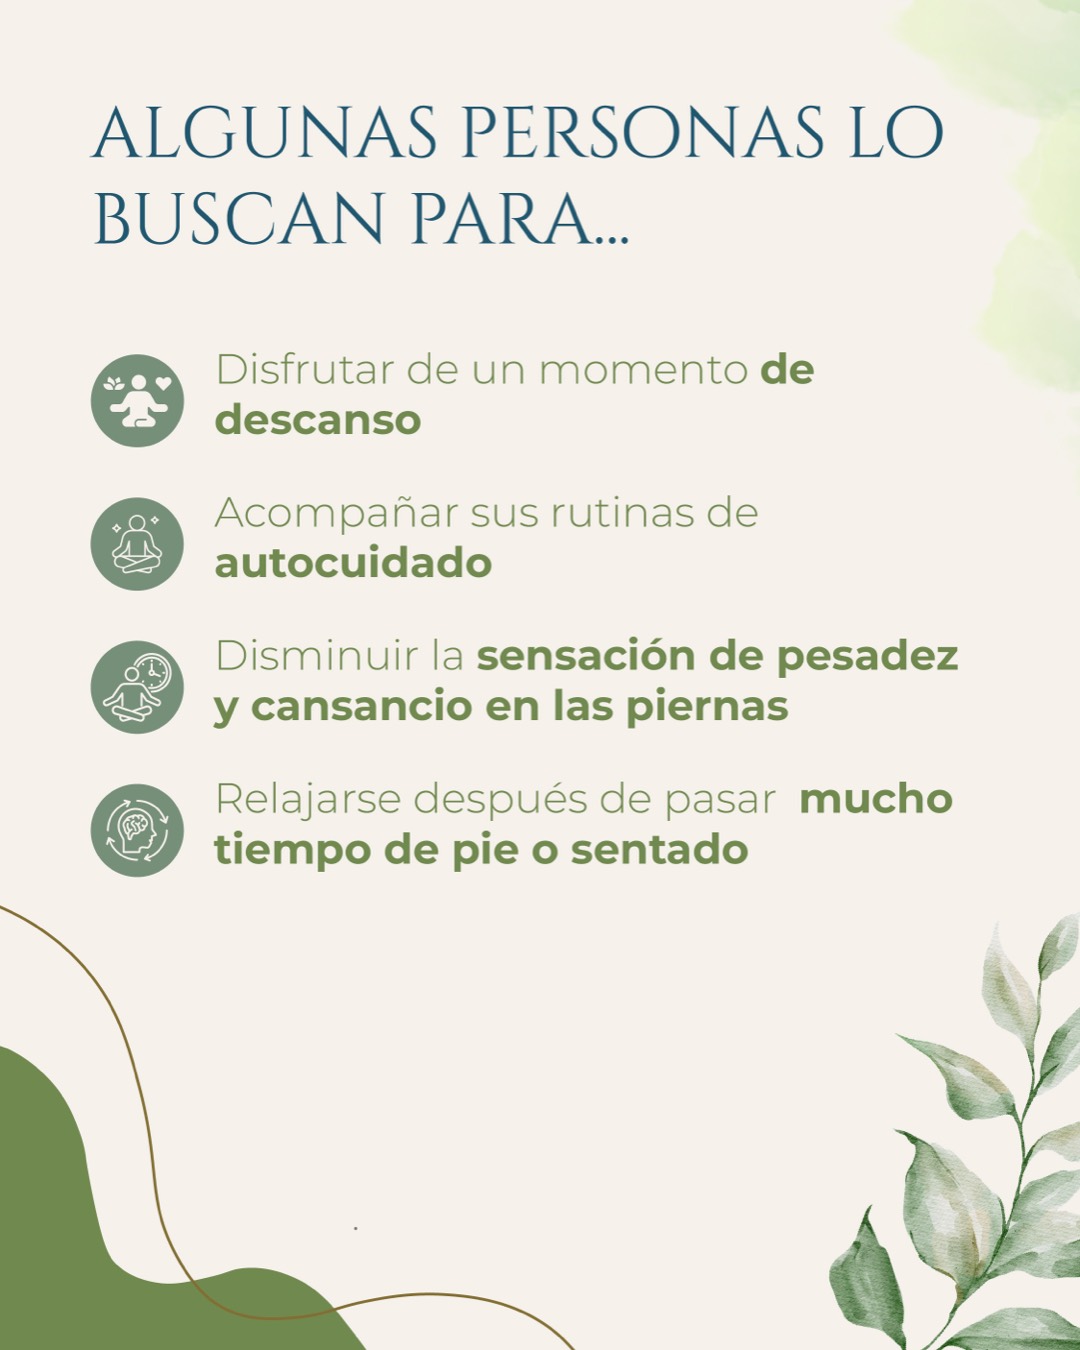 ALGUNAS PERSONAS LO
BUSCAN PARA...
Disfrutar de un momento de
descanso
Acompañar sus rutinas de
autocuidado
Disminuir la sensación de pesadez
y cansancio en las piernas
Relajarse después de pasar mucho
tiempo de pie o sentado
.